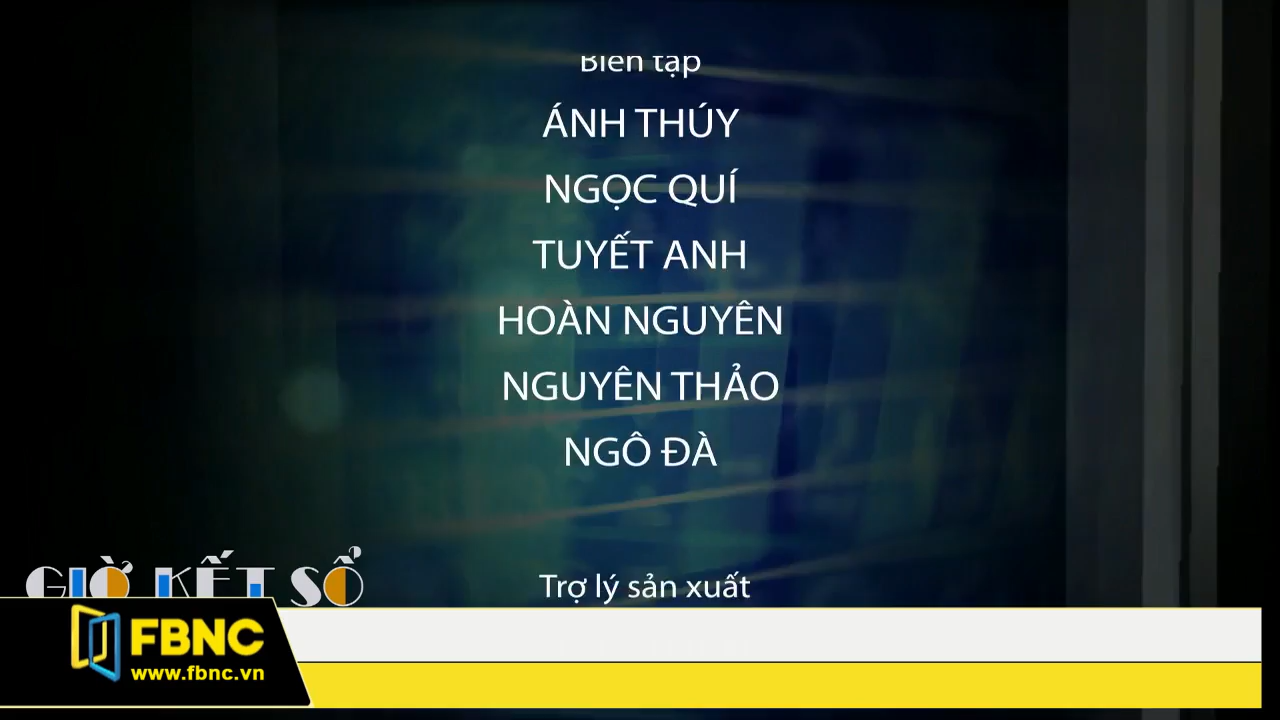 Biên tập
ÁNH THÚY
NGỌC QUÍ
TUYẾT ANH
HOÀN NGUYÊN
NGUYÊN THẢO
NGÔ ĐÀ
Trợ lý sản xuất
GIỜ KẾT SỔ
FBNC
www.fbnc.vn